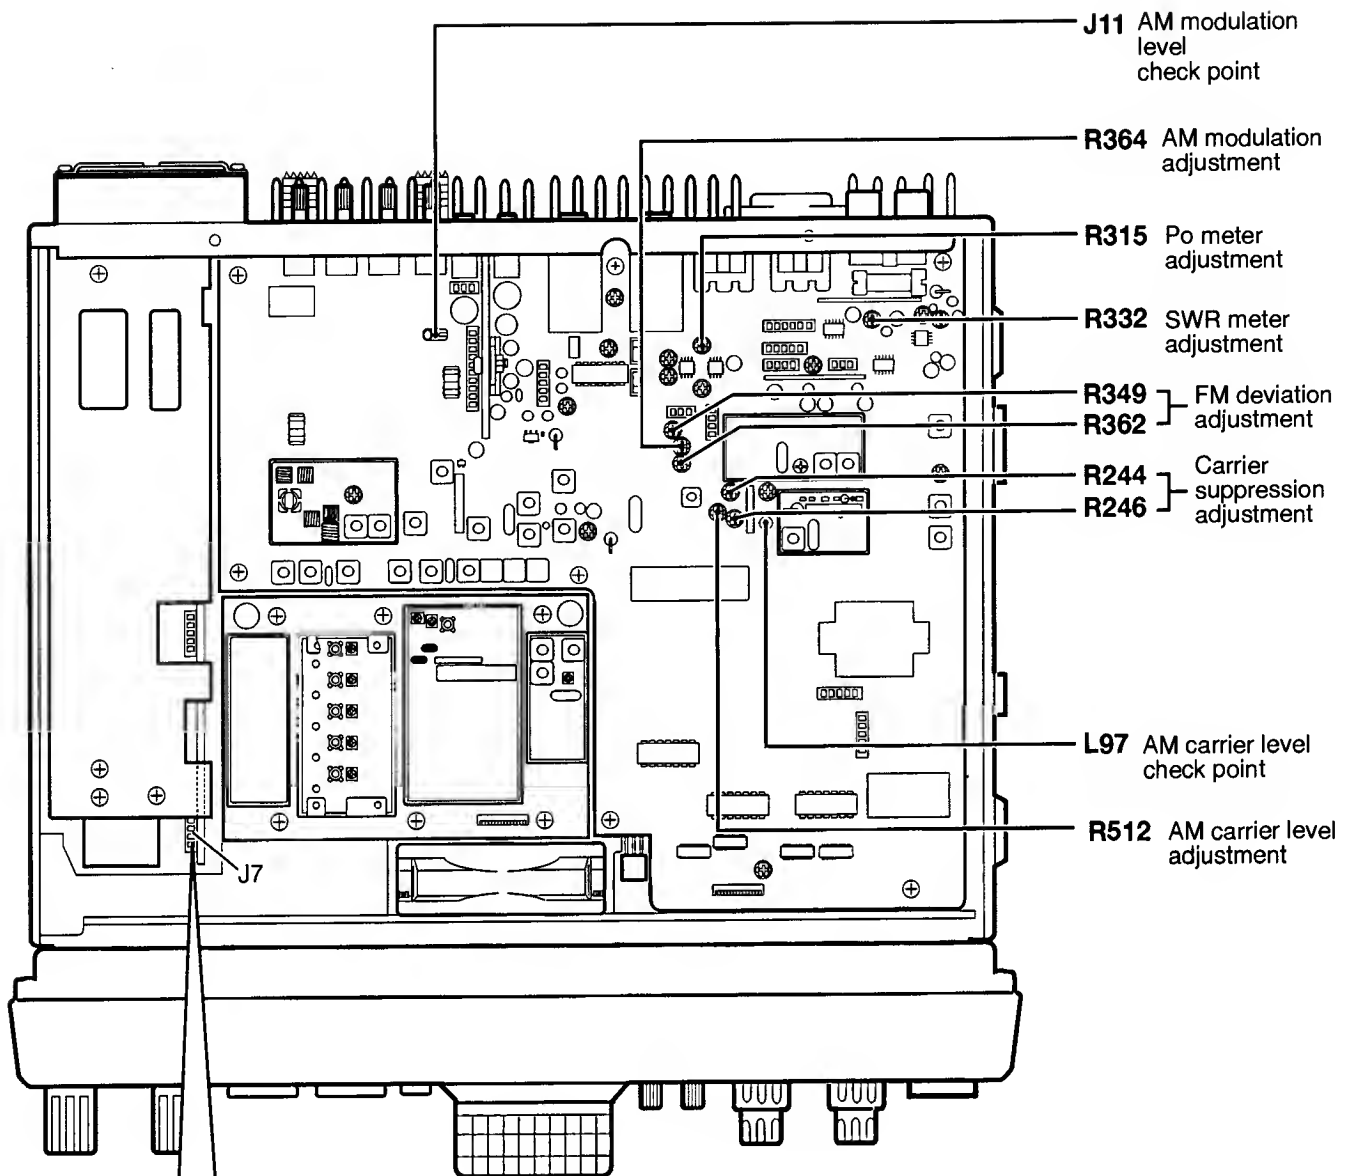 J11 AM modulation
level
check point
R364 AM modulation
adjustment
R315 Po meter
adjustment
R332 SWR meter
adjustment
R349
R362
FM deviation
adjustment
R244
R246
Carrier
suppression
adjustment
L97 AM carrier level
check point
R512 AM carrier level
adjustment
J7